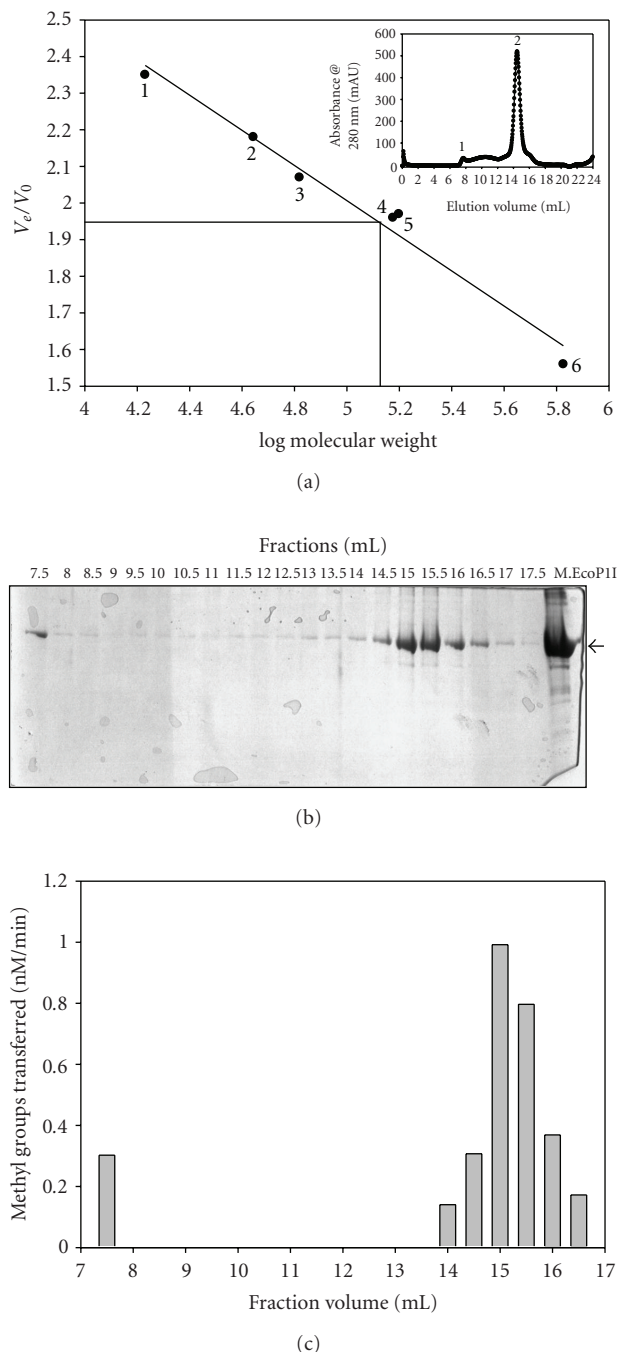 2.5
2.4
2.3
2.2
2.1
2
1.9
1.8
1.7
1.6
1.5
V_e/V_0
1
2
3
4
5
6
4 4.2 4.4 4.6 4.8 5 5.2 5.4 5.6 5.8 6
log molecular weight
600
500
400
300
200
100
0
Absorbance @
280 nm (mAU)
1
2
0 2 4 6 8 10 12 14 16 18 20 22 24
Elution volume (mL)
(a)
Fractions (mL)
7.5 8 8.5 9 9.5 10 10.5 11 11.5 12 12.5 13 13.5 14 14.5 15 15.5 16 16.5 17 17.5 M.EcoP1I
(b)
1.2
1
0.8
0.6
0.4
0.2
0
Methyl groups transferred (nM/min)
7 8 9 10 11 12 13 14 15 16 17
Fraction volume (mL)
(c)